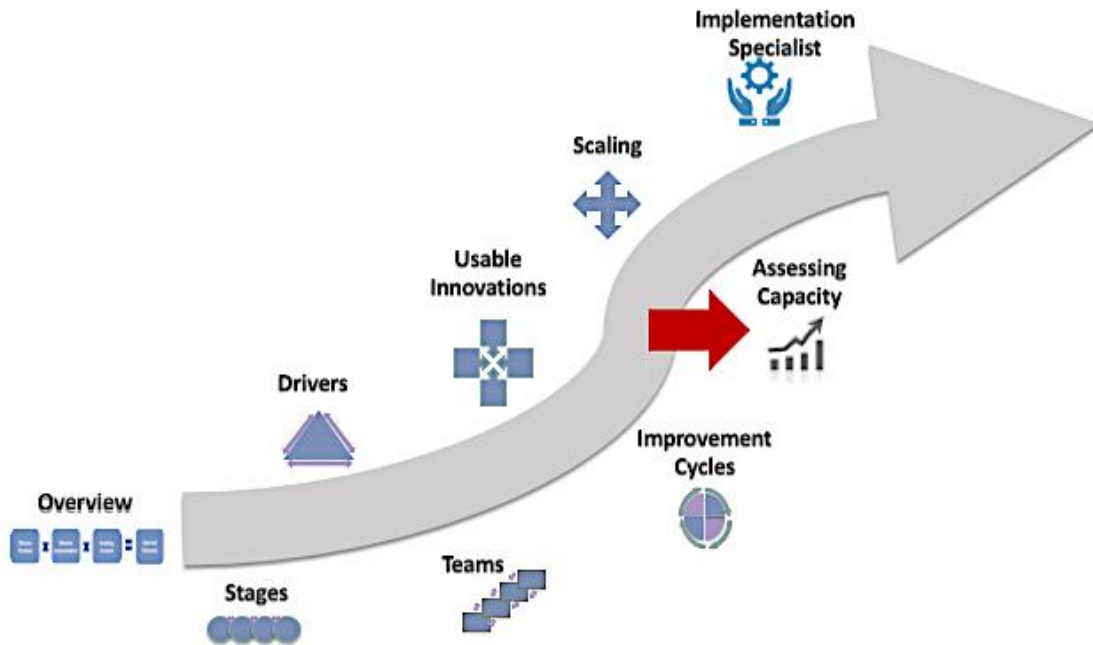 Implementation
Specialist
Scaling
Usable
Innovations
Assessing
Capacity
Drivers
Improvement
Cycles
Overview
Teams
Stages